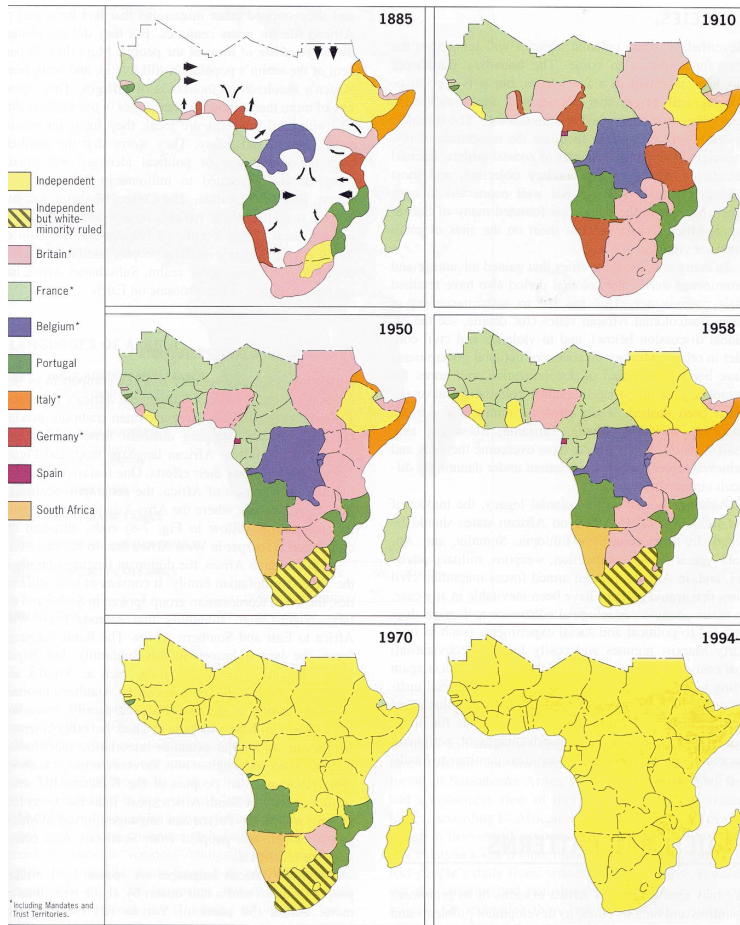 1885
1910
Independent
Independent
but white-
minority ruled
Britain*
France*
Belgium*
Portugal
Italy*
Germany*
Spain
South Africa
1950
1958
1970
1994-
*Including Mandates and
Trust Territories.